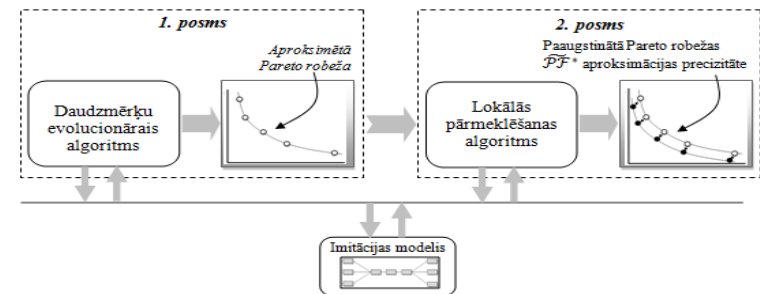 1. posms
Aproksimētā
Pareto robeža
Daudzmērķu
evolucionārais
algoritms
2. posms
Paaugstinātā Pareto robežas
𝒫ℱ̃* aproksimācijas precizitāte
Lokālās
pārmeklēšanas
algoritms
Imitācijas modelis